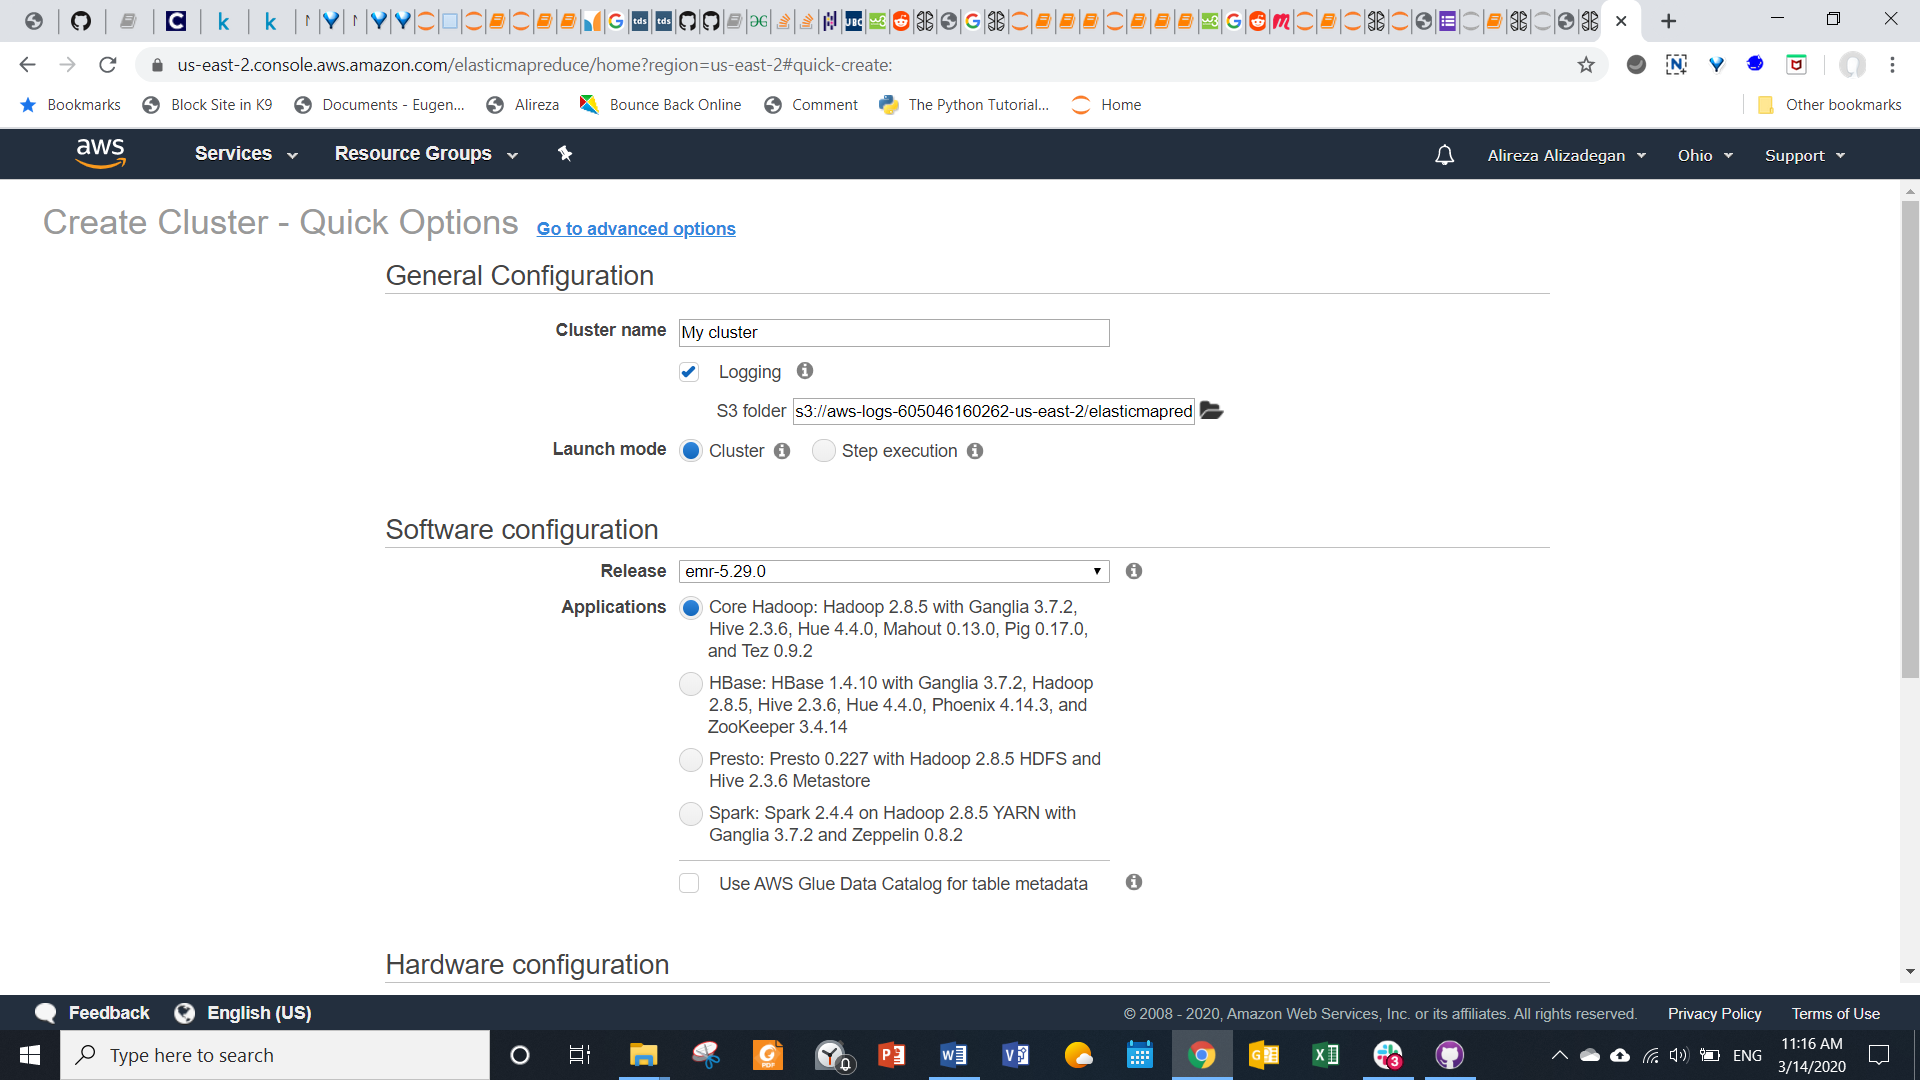 us-east-2.console.aws.amazon.com/elasticmapreduce/home?region=us-east-2#quick-create:
Bookmarks Block Site in K9 Documents - Eugen... Alireza Bounce Back Online Comment The Python Tutorial... Home Other bookmarks
aws Services Resource Groups Alireza Alizadegan Ohio Support
Create Cluster - Quick Options Go to advanced options
General Configuration
Cluster name My cluster
Logging
S3 folder s3://aws-logs-605046160262-us-east-2/elasticmapred
Launch mode Cluster Step execution
Software configuration
Release emr-5.29.0
Applications Core Hadoop: Hadoop 2.8.5 with Ganglia 3.7.2,
Hive 2.3.6, Hue 4.4.0, Mahout 0.13.0, Pig 0.17.0,
and Tez 0.9.2
HBase: HBase 1.4.10 with Ganglia 3.7.2, Hadoop
2.8.5, Hive 2.3.6, Hue 4.4.0, Phoenix 4.14.3, and
ZooKeeper 3.4.14
Presto: Presto 0.227 with Hadoop 2.8.5 HDFS and
Hive 2.3.6 Metastore
Spark: Spark 2.4.4 on Hadoop 2.8.5 YARN with
Ganglia 3.7.2 and Zeppelin 0.8.2
Use AWS Glue Data Catalog for table metadata
Hardware configuration
Feedback English (US) © 2008 - 2020, Amazon Web Services, Inc. or its affiliates. All rights reserved. Privacy Policy Terms of Use
Type here to search ENG 11:16 AM
3/14/2020